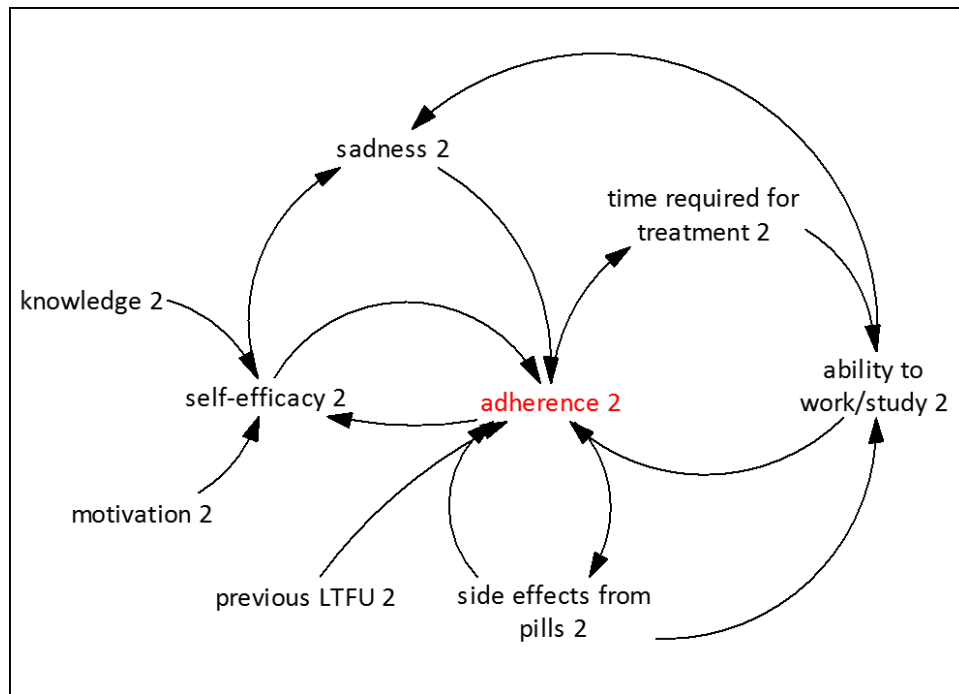 sadness 2
time required for
treatment 2
knowledge 2
self-efficacy 2
adherence 2
ability to
work/study 2
motivation 2
previous LTFU 2
side effects from
pills 2